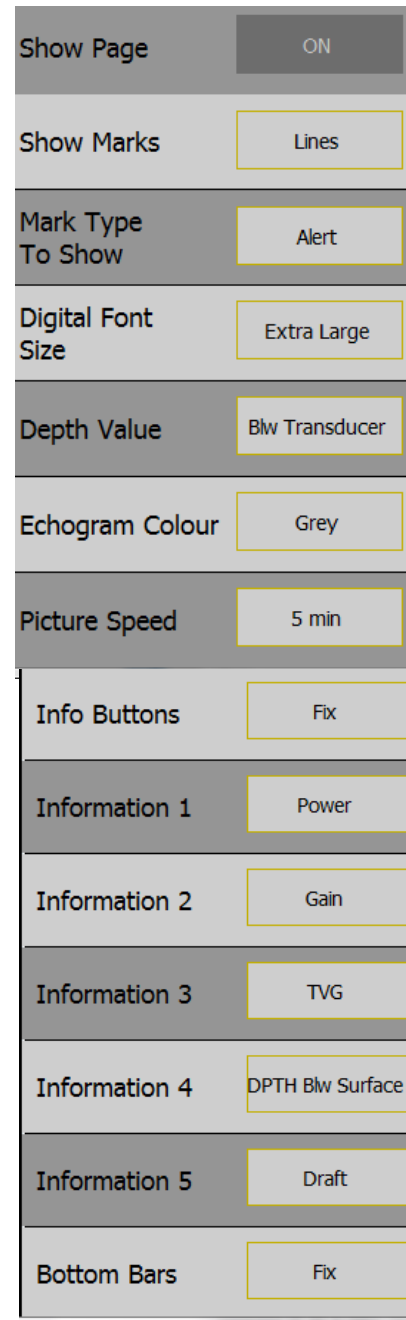 Show Page
ON
Show Marks
Lines
Mark Type
To Show
Alert
Digital Font
Size
Extra Large
Depth Value
Blw Transducer
Echogram Colour
Grey
Picture Speed
5 min
Info Buttons
Fix
Information 1
Power
Information 2
Gain
Information 3
TVG
Information 4
DPTH Blw Surface
Information 5
Draft
Bottom Bars
Fix